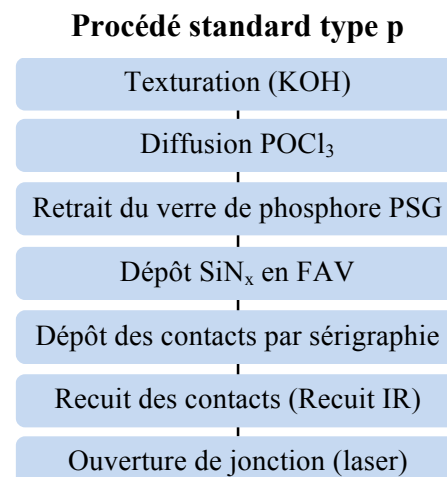 Procédé standard type p
Texturation (KOH)
Diffusion POCl₃
Retrait du verre de phosphore PSG
Dépôt SiNₓ en FAV
Dépôt des contacts par sérigraphie
Recuit des contacts (Recuit IR)
Ouverture de jonction (laser)